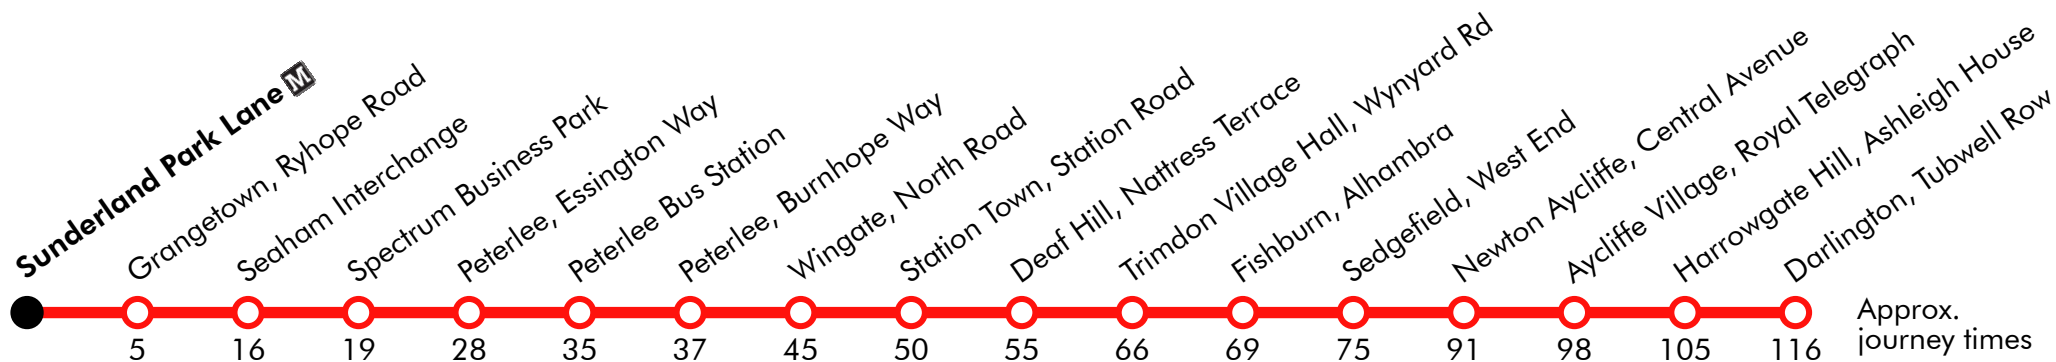 Sunderland Park Lane M
Grangetown, Ryhope Road
Seaham Interchange
Spectrum Business Park
Peterlee, Essington Way
Peterlee Bus Station
Peterlee, Burnhope Way
Wingate, North Road
Station Town, Station Road
Deaf Hill, Nattress Terrace
Trimdon Village Hall, Wynyard Rd
Fishburn, Alhambra
Sedgefield, West End
Newton Aycliffe, Central Avenue
Aycliffe Village, Royal Telegraph
Harrowgate Hill, Ashleigh House
Darlington, Tubwell Row
5 16 19 28 35 37 45 50 55 66 69 75 91 98 105 116
Approx.
journey times